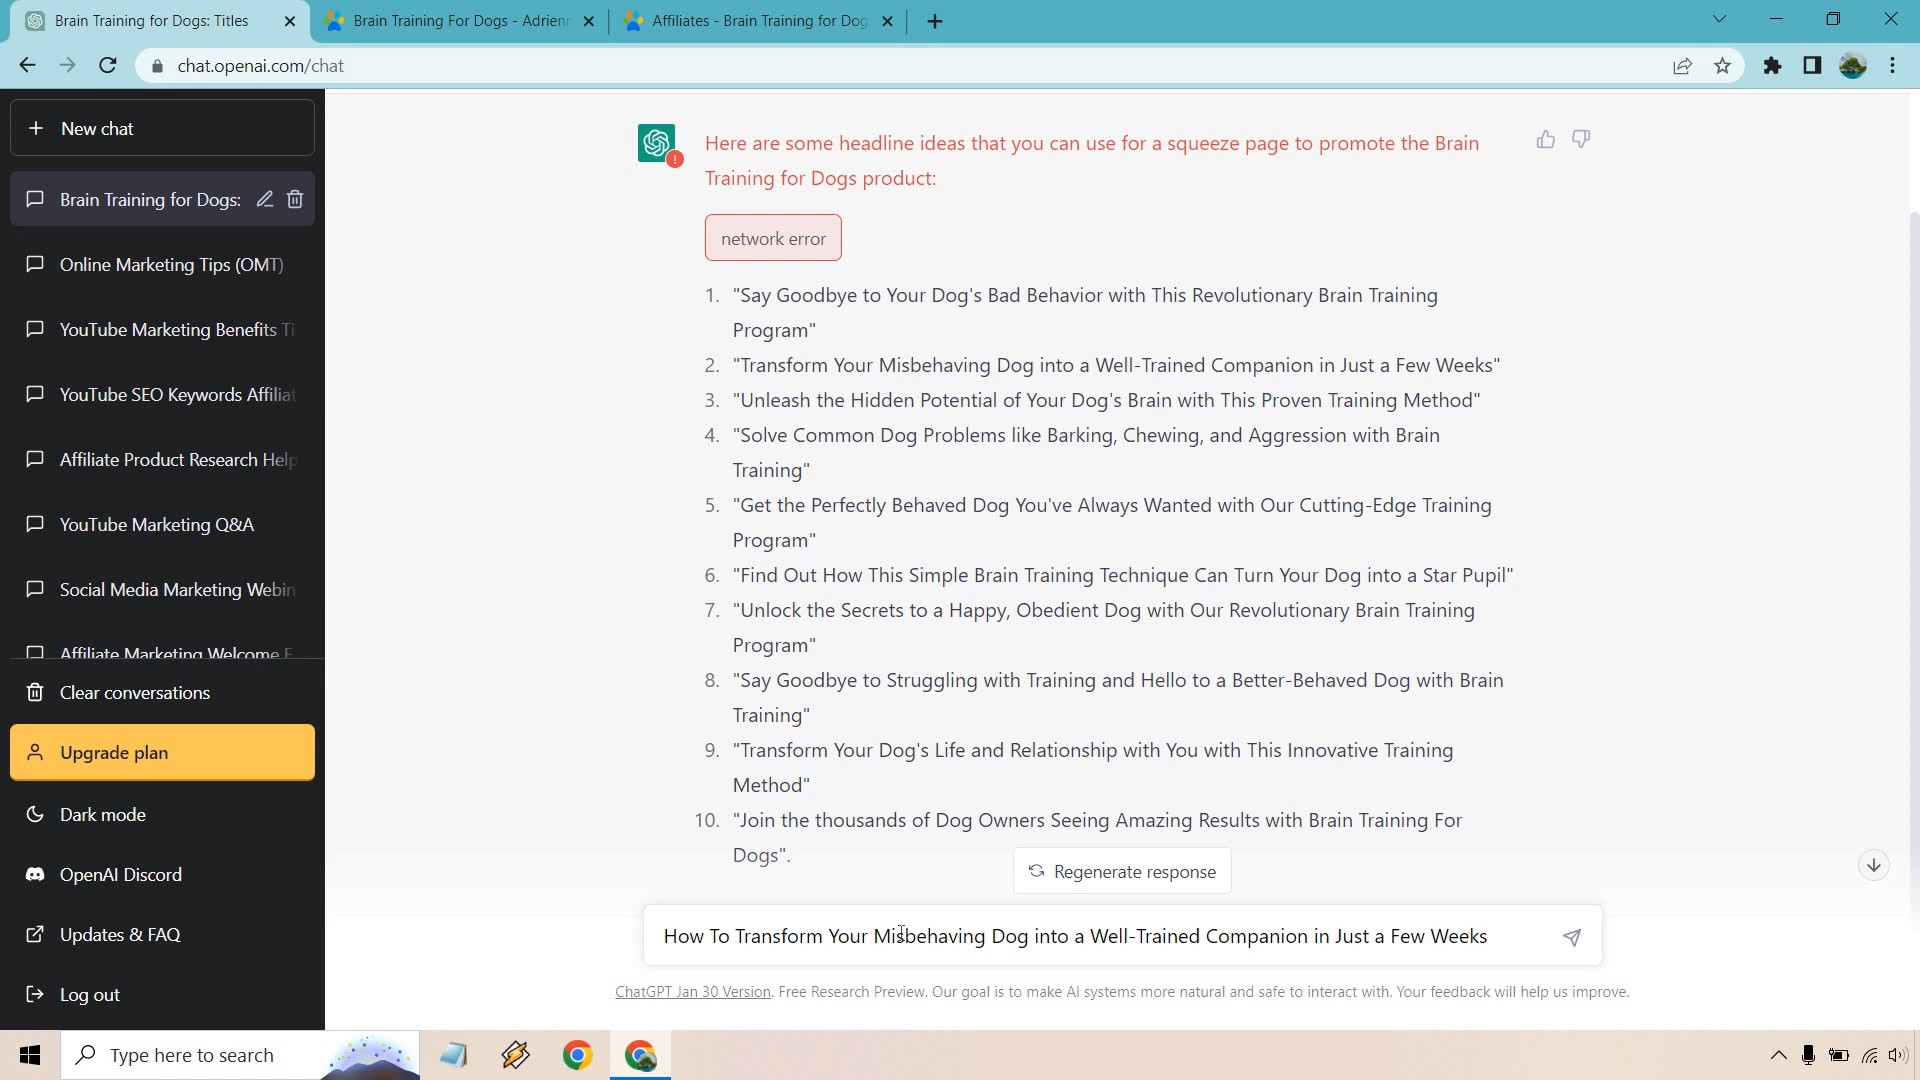 Brain Training for Dogs: Titles
Brain Training For Dogs - Adrien
Affiliates - Brain Training for Dog
chat.openai.com/chat
New chat
Brain Training for Dogs:
Online Marketing Tips (OMT)
YouTube Marketing Benefits Ti
YouTube SEO Keywords Affiliat
Affiliate Product Research Help
YouTube Marketing Q&A
Social Media Marketing Webin
Affiliate Marketing Welcome E
Clear conversations
Upgrade plan
Dark mode
OpenAI Discord
Updates & FAQ
Log out
Here are some headline ideas that you can use for a squeeze page to promote the Brain
Training for Dogs product:
network error
1. "Say Goodbye to Your Dog's Bad Behavior with This Revolutionary Brain Training
Program"
2. "Transform Your Misbehaving Dog into a Well-Trained Companion in Just a Few Weeks"
3. "Unleash the Hidden Potential of Your Dog's Brain with This Proven Training Method"
4. "Solve Common Dog Problems like Barking, Chewing, and Aggression with Brain
Training"
5. "Get the Perfectly Behaved Dog You've Always Wanted with Our Cutting-Edge Training
Program"
6. "Find Out How This Simple Brain Training Technique Can Turn Your Dog into a Star Pupil"
7. "Unlock the Secrets to a Happy, Obedient Dog with Our Revolutionary Brain Training
Program"
8. "Say Goodbye to Struggling with Training and Hello to a Better-Behaved Dog with Brain
Training"
9. "Transform Your Dog's Life and Relationship with You with This Innovative Training
Method"
10. "Join the thousands of Dog Owners Seeing Amazing Results with Brain Training For
Dogs".
Regenerate response
How To Transform Your Misbehaving Dog into a Well-Trained Companion in Just a Few Weeks
ChatGPT Jan 30 Version. Free Research Preview. Our goal is to make AI systems more natural and safe to interact with. Your feedback will help us improve.
Type here to search